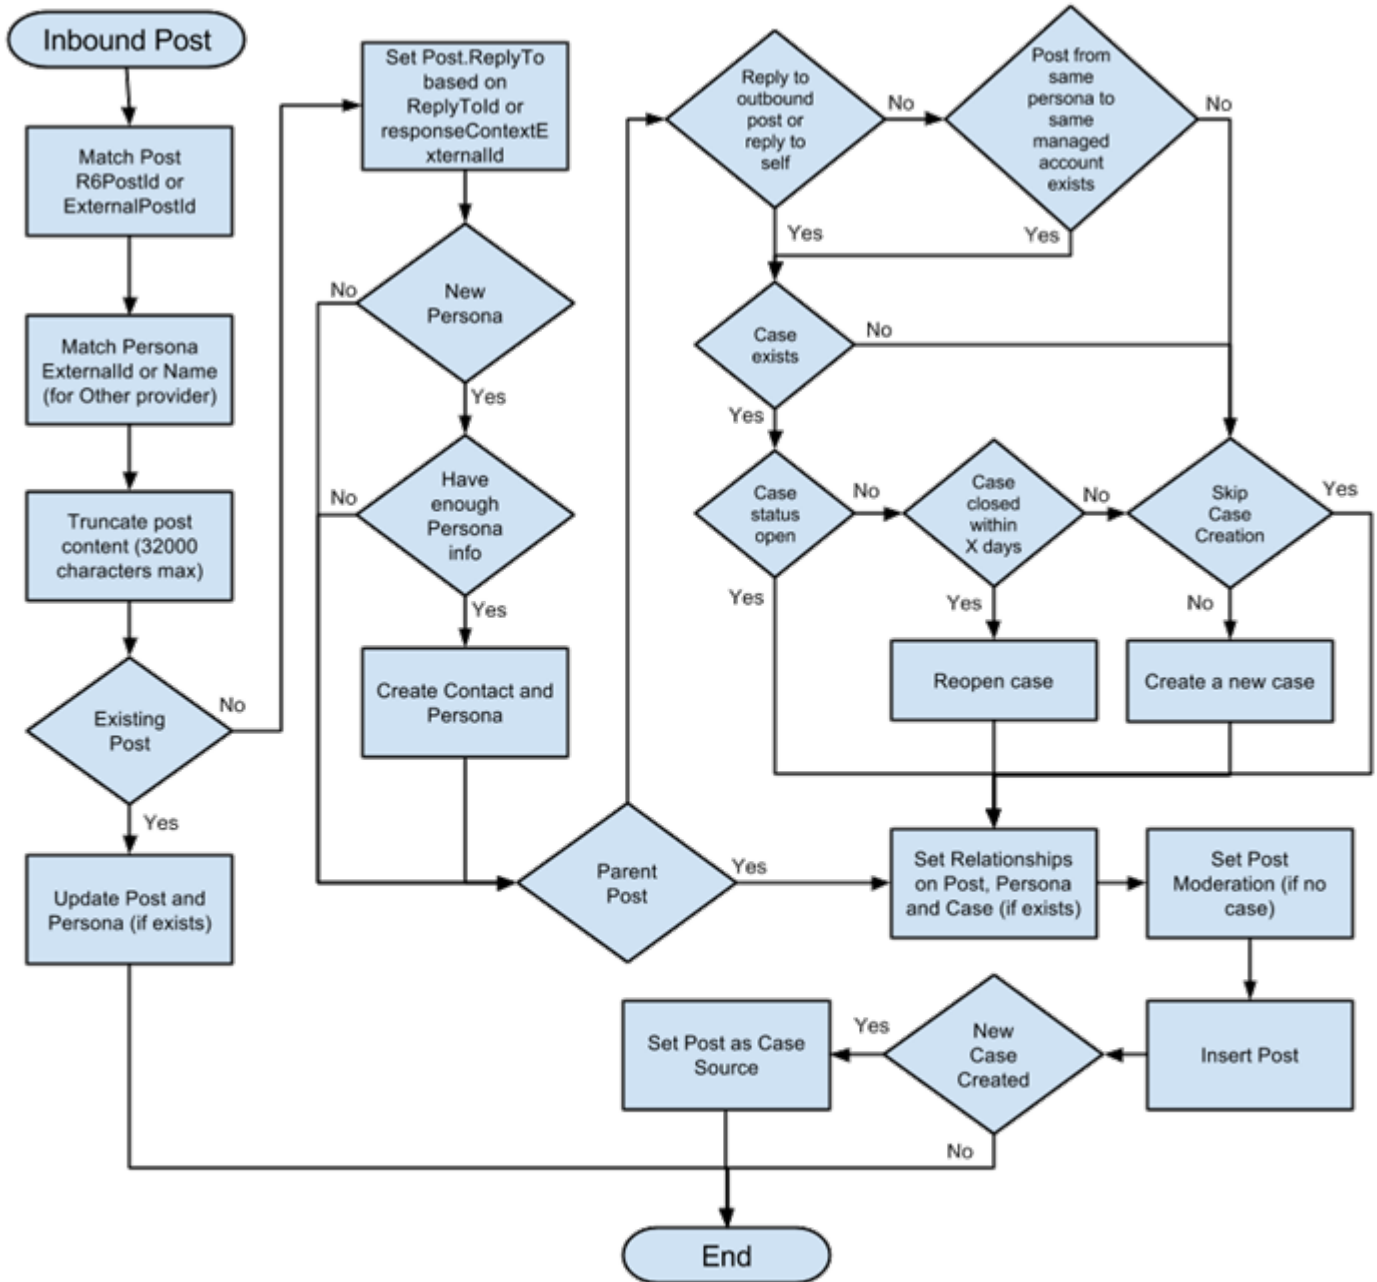 Inbound Post
Match Post
R6PostId or
ExternalPostId
Match Persona
ExternalId or Name
(for Other provider)
Truncate post
content (32000
characters max)
Existing
Post
No
Yes
Update Post and
Persona (if exists)
Set Post.ReplyTo
based on
ReplyToId or
responseContextE
xternalId
New
Persona
No
Yes
Have
enough
Persona
info
No
Yes
Create Contact and
Persona
Parent
Post
Yes
Reply to
outbound
post or
reply to
self
No
Yes
Post from
same
persona to
same
managed
account
exists
No
Yes
Case
exists
No
Yes
Case
status
open
No
Yes
Case
closed
within
X days
No
Yes
Skip
Case
Creation
Yes
No
Reopen case
Create a new case
Set Relationships
on Post, Persona
and Case (if exists)
Set Post
Moderation (if no
case)
Insert Post
New
Case
Created
Yes
No
Set Post as Case
Source
End